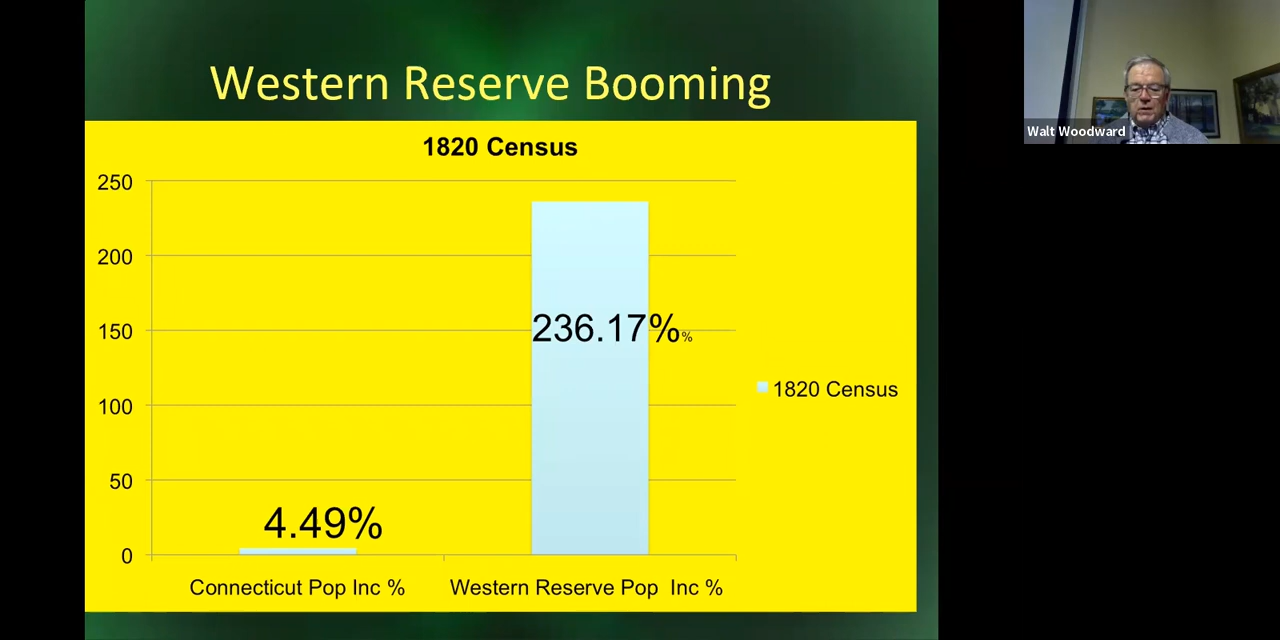 Western Reserve Booming
1820 Census
250
200
150
100
50
0
4.49%
236.17%%
Connecticut Pop Inc %
Western Reserve Pop Inc %
1820 Census
Walt Woodward